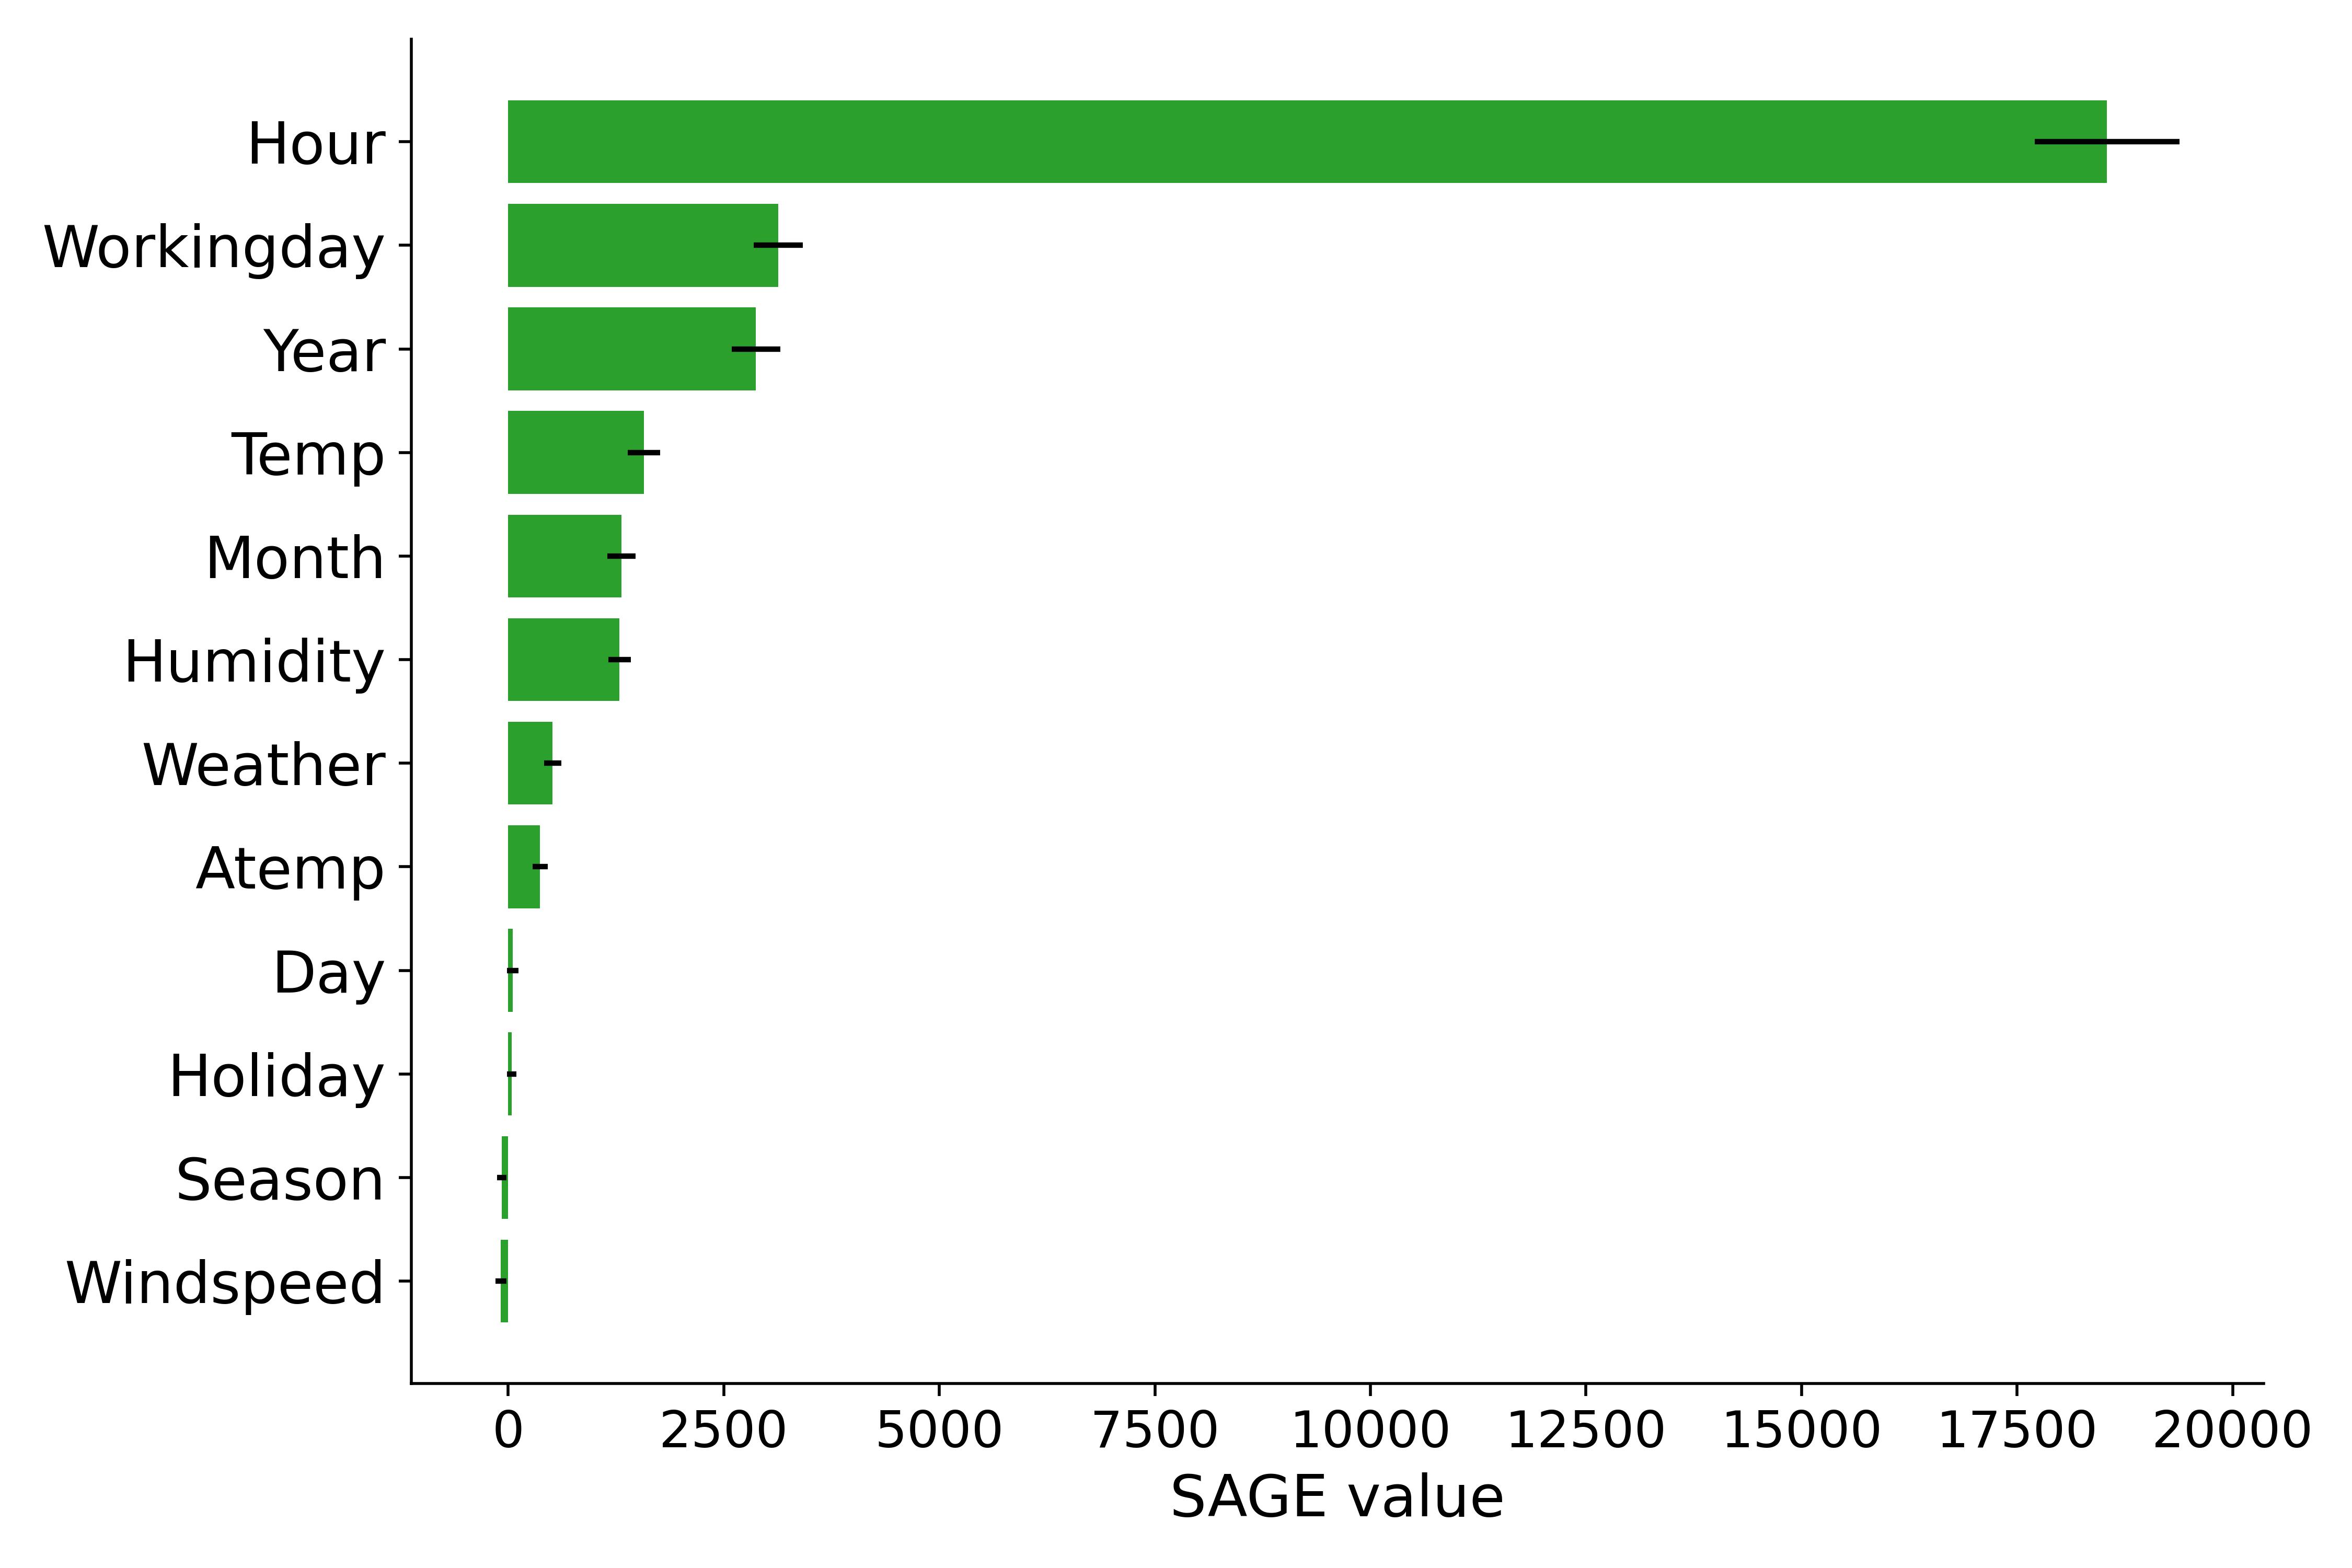 Hour
Workingday
Year
Temp
Month
Humidity
Weather
Atemp
Day
Holiday
Season
Windspeed
0 2500 5000 7500 10000 12500 15000 17500 20000
SAGE value